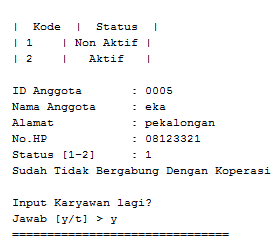 | Kode | Status |
| 1 | Non Aktif |
| 2 | Aktif |
ID Anggota : 0005
Nama Anggota : eka
Alamat : pekalongan
No.HP : 08123321
Status [1-2] : 1
Sudah Tidak Bergabung Dengan Koperasi
Input Karyawan lagi?
Jawab [y/t] > y
===============================